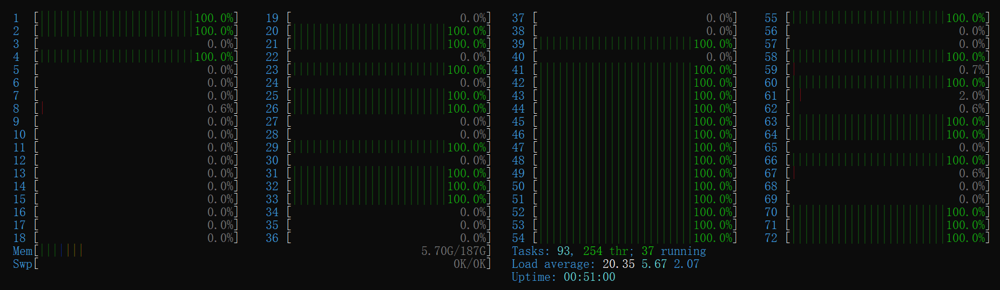 1 [100.0%] 19 [0.0%] 37 [0.0%] 55 [100.0%]
2 [100.0%] 20 [100.0%] 38 [0.0%] 56 [0.0%]
3 [0.0%] 21 [100.0%] 39 [100.0%] 57 [0.0%]
4 [100.0%] 22 [0.0%] 40 [0.0%] 58 [100.0%]
5 [0.0%] 23 [100.0%] 41 [100.0%] 59 [0.7%]
6 [0.0%] 24 [0.0%] 42 [100.0%] 60 [100.0%]
7 [0.0%] 25 [100.0%] 43 [100.0%] 61 [2.0%]
8 [0.6%] 26 [100.0%] 44 [100.0%] 62 [0.6%]
9 [0.0%] 27 [0.0%] 45 [100.0%] 63 [100.0%]
10 [0.0%] 28 [0.0%] 46 [100.0%] 64 [100.0%]
11 [0.0%] 29 [100.0%] 47 [100.0%] 65 [0.0%]
12 [0.0%] 30 [0.0%] 48 [100.0%] 66 [100.0%]
13 [0.0%] 31 [100.0%] 49 [100.0%] 67 [0.6%]
14 [0.0%] 32 [100.0%] 50 [100.0%] 68 [0.0%]
15 [0.0%] 33 [100.0%] 51 [100.0%] 69 [0.0%]
16 [0.0%] 34 [0.0%] 52 [100.0%] 70 [100.0%]
17 [0.0%] 35 [0.0%] 53 [100.0%] 71 [100.0%]
18 [0.0%] 36 [0.0%] 54 [100.0%] 72 [100.0%]
Mem[5.70G/187G] Tasks: 93, 254 thr; 37 running
Swp[0K/0K] Load average: 20.35 5.67 2.07
Uptime: 00:51:00